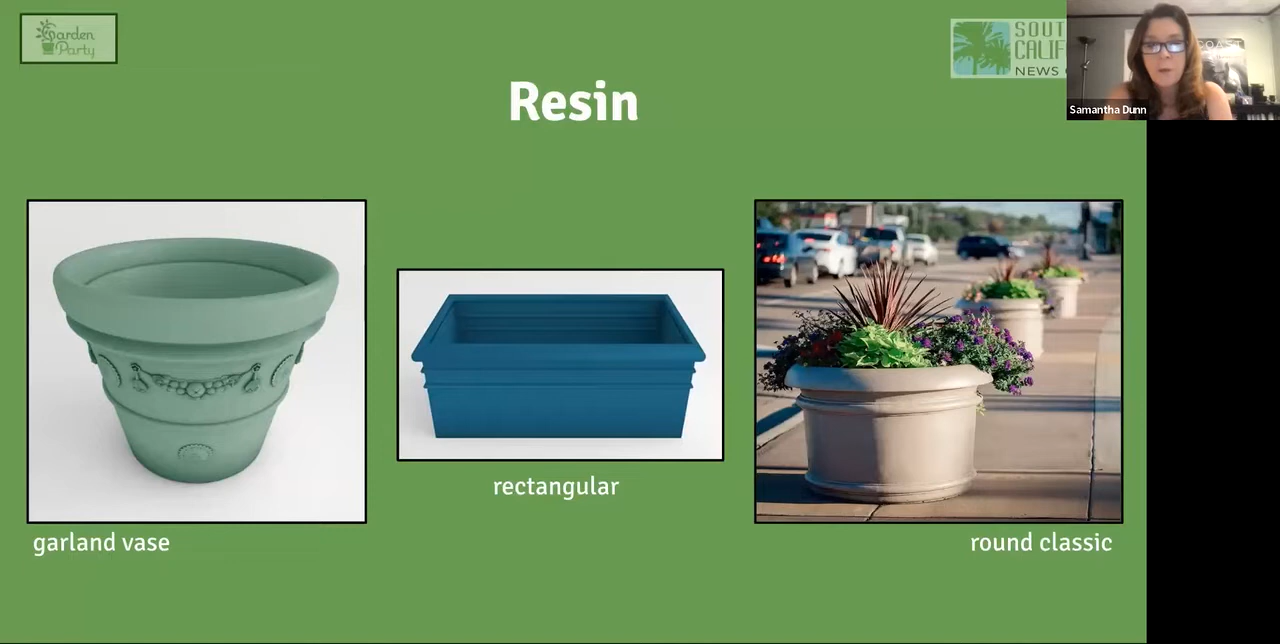 Garden
Party
SOUT
CALIF
NEWS
Samantha Dunn
Resin
rectangular
garland vase
round classic